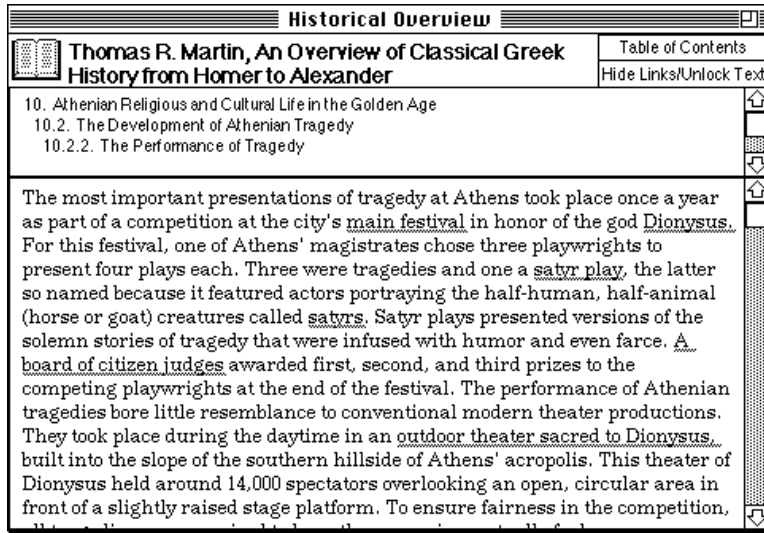 Historical Overview
Thomas R. Martin, An Overview of Classical Greek
History from Homer to Alexander
Table of Contents
Hide Links/Unlock Text
10. Athenian Religious and Cultural Life in the Golden Age
10.2. The Development of Athenian Tragedy
10.2.2. The Performance of Tragedy
The most important presentations of tragedy at Athens took place once a year
as part of a competition at the city's main festival in honor of the god Dionysus.
For this festival, one of Athens' magistrates chose three playwrights to
present four plays each. Three were tragedies and one a satyr play, the latter
so named because it featured actors portraying the half-human, half-animal
(horse or goat) creatures called satyrs. Satyr plays presented versions of the
solemn stories of tragedy that were infused with humor and even farce. A
board of citizen judges awarded first, second, and third prizes to the
competing playwrights at the end of the festival. The performance of Athenian
tragedies bore little resemblance to conventional modern theater productions.
They took place during the daytime in an outdoor theater sacred to Dionysus,
built into the slope of the southern hillside of Athens' acropolis. This theater of
Dionysus held around 14,000 spectators overlooking an open, circular area in
front of a slightly raised stage platform. To ensure fairness in the competition,